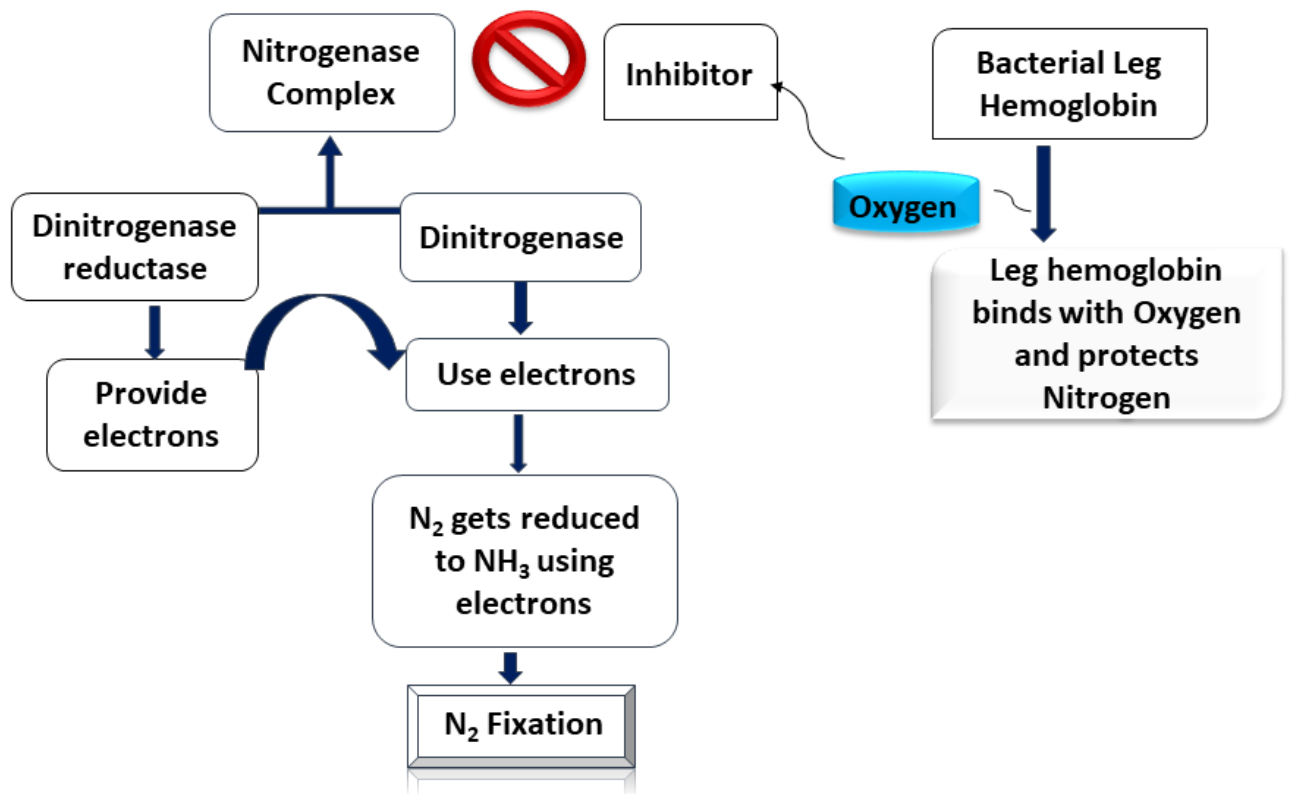 Nitrogenase
Complex
Inhibitor
Bacterial Leg
Hemoglobin
Oxygen
Dinitrogenase
reductase
Dinitrogenase
Leg hemoglobin
binds with Oxygen
and protects
Nitrogen
Provide
electrons
Use electrons
N₂ gets reduced
to NH₃ using
electrons
N₂ Fixation